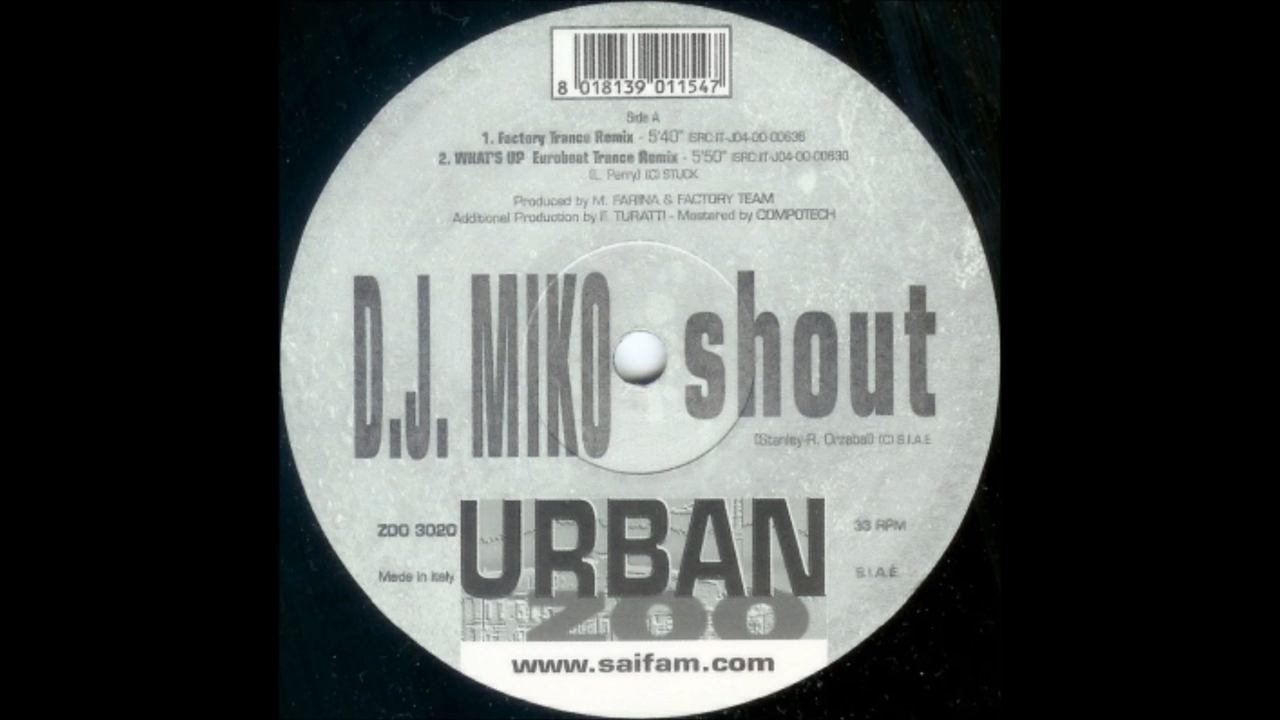 8 018139 011547
Side A
1. Factory Trance Remix - 5'40" ISRC:IT-J04-00-00636
2. WHAT'S UP Eurobeat Trance Remix - 5'50" ISRC:IT-J04-00-00630
(L. Perry) (C) STUCK
Produced by M. FARINA & FACTORY TEAM
Additional Production by F. TURATTI - Mastered by COMPOTECH
D.J. MIKO shout
(Stanley-R. Orzabal) (C) S.I.A.E
ZOO 3020
URBAN
33 RPM
Made in Italy
S.I.A.E.
ZOO
www.saifam.com